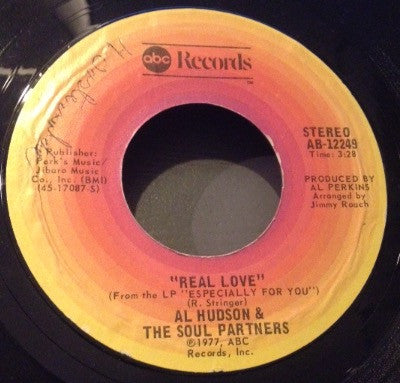 abc Records
TM
STEREO
AB-12249
Time: 3:28
Publisher:
Perk's Music/
Jibaro Music
Co., Inc. (BMI)
(45-17087 S)
PRODUCED BY
AL PERKINS
Arranged by
Jimmy Roach
"REAL LOVE"
(From the LP "ESPECIALLY FOR YOU")
(R. Stringer)
AL HUDSON &
THE SOUL PARTNERS
℗1977, ABC
Records, Inc.